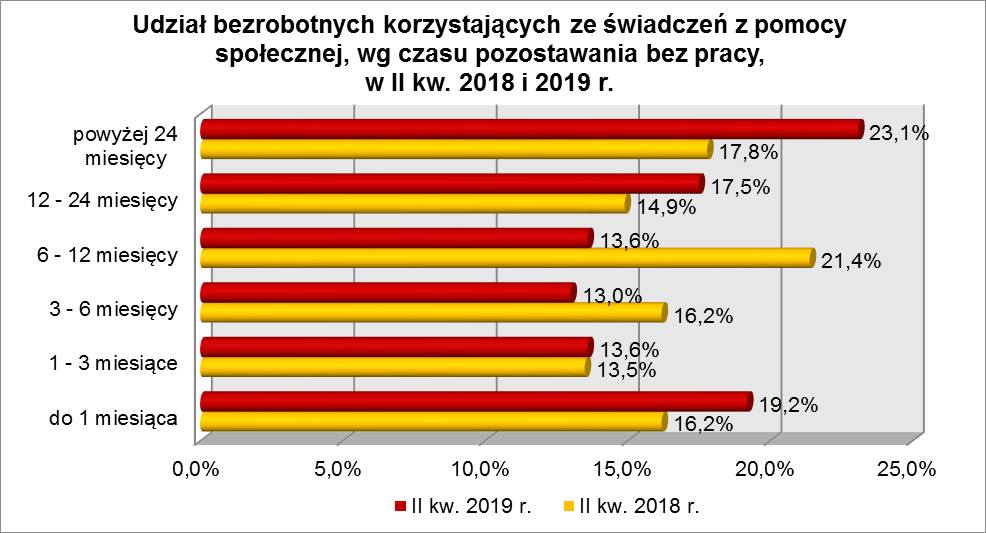 Udział bezrobotnych korzystających ze świadczeń z pomocy
społecznej, wg czasu pozostawania bez pracy,
w II kw. 2018 i 2019 r.
powyżej 24
miesięcy
23,1%
17,8%
12 - 24 miesięcy
17,5%
14,9%
6 - 12 miesięcy
13,6%
21,4%
3 - 6 miesięcy
13,0%
16,2%
1 - 3 miesiące
13,6%
13,5%
do 1 miesiąca
19,2%
16,2%
0,0% 5,0% 10,0% 15,0% 20,0% 25,0%
II kw. 2019 r. II kw. 2018 r.